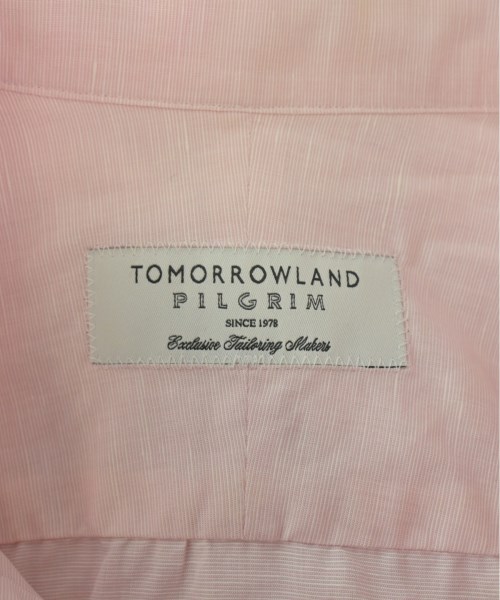 TOMORROWLAND
PILGRIM
SINCE 1978
Exclusive Tailoring Makers